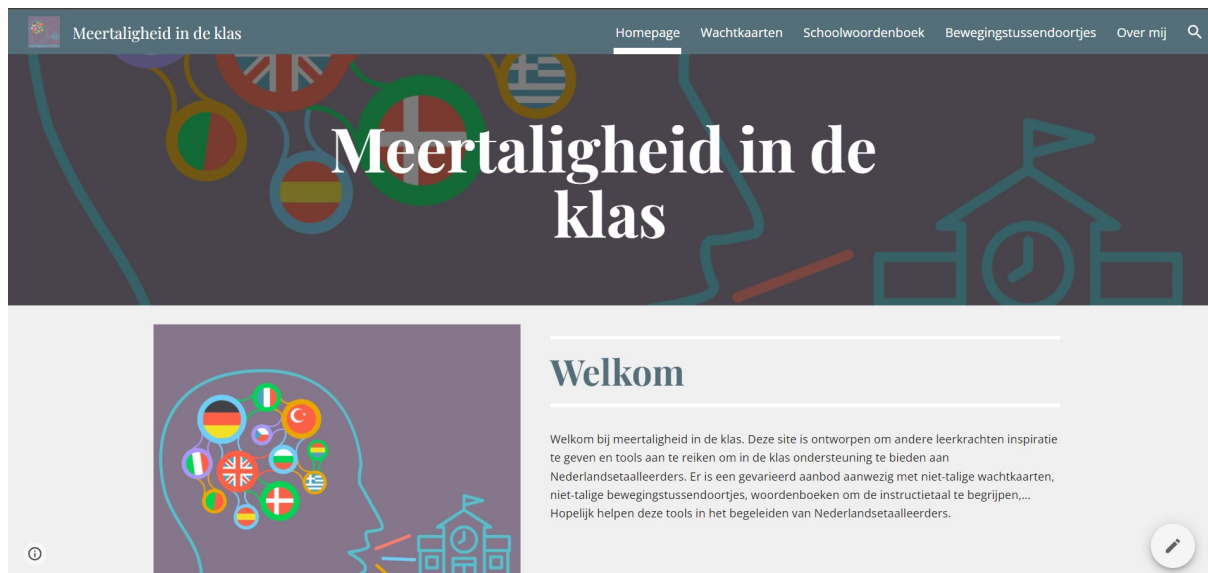 Meertaligheid in de klas
Homepage Wachtkaarten Schoolwoordenboek Bewegingstussendoortjes Over mij
Meertaligheid in de
klas
Welkom
Welkom bij meertaligheid in de klas. Deze site is ontworpen om andere leerkrachten inspiratie
te geven en tools aan te reiken om in de klas ondersteuning te bieden aan
Nederlandsetaalleerders. Er is een gevarieerd aanbod aanwezig met niet-talige wachtkaarten,
niet-talige bewegingstussendoortjes, woordenboeken om de instructietaal te begrijpen,...
Hopelijk helpen deze tools in het begeleiden van Nederlandsetaalleerders.